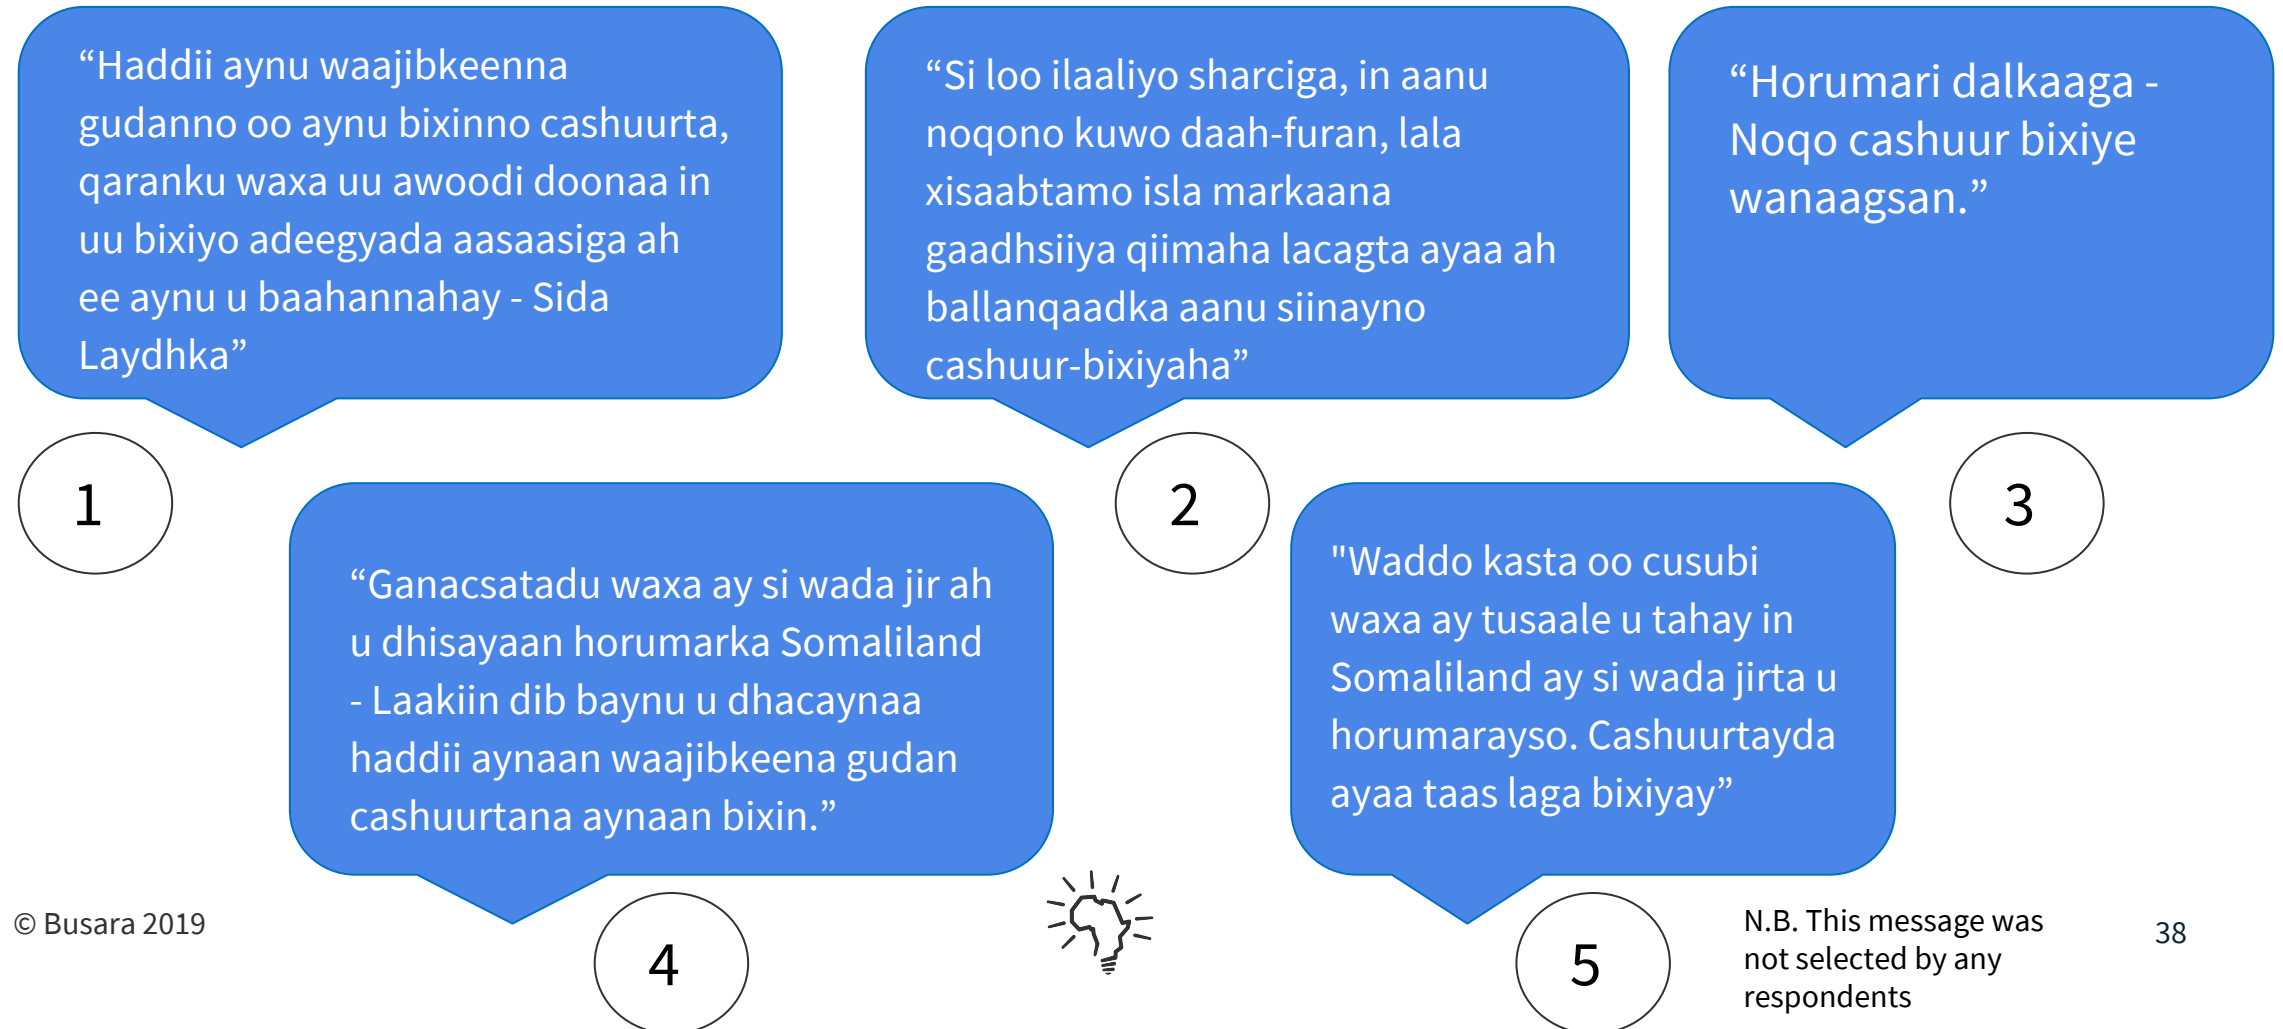 “Haddii aynu waajibkeenna
gudanno oo aynu bixinno cashuurta,
qaranku waxa uu awoodi doonaa in
uu bixiyo adeegyada aasaasiga ah
ee aynu u baahannahay - Sida
Laydhka”
1
“Si loo ilaaliyo sharciga, in aanu
noqono kuwo daah-furan, lala
xisaabtamo isla markaana
gaadhsiiya qiimaha lacagta ayaa ah
ballanqaadka aanu siinayno
cashuur-bixiyaha”
2
“Horumari dalkaaga -
Noqo cashuur bixiye
wanaagsan.”
3
“Ganacsatadu waxa ay si wada jir ah
u dhisayaan horumarka Somaliland
- Laakiin dib baynu u dhacaynaa
haddii aynaan waajibkeena gudan
cashuurtana aynaan bixin.”
4
"Waddo kasta oo cusubi
waxa ay tusaale u tahay in
Somaliland ay si wada jirta u
horumarayso. Cashuurtayda
ayaa taas laga bixiyay”
5
N.B. This message was
not selected by any
respondents
© Busara 2019
38